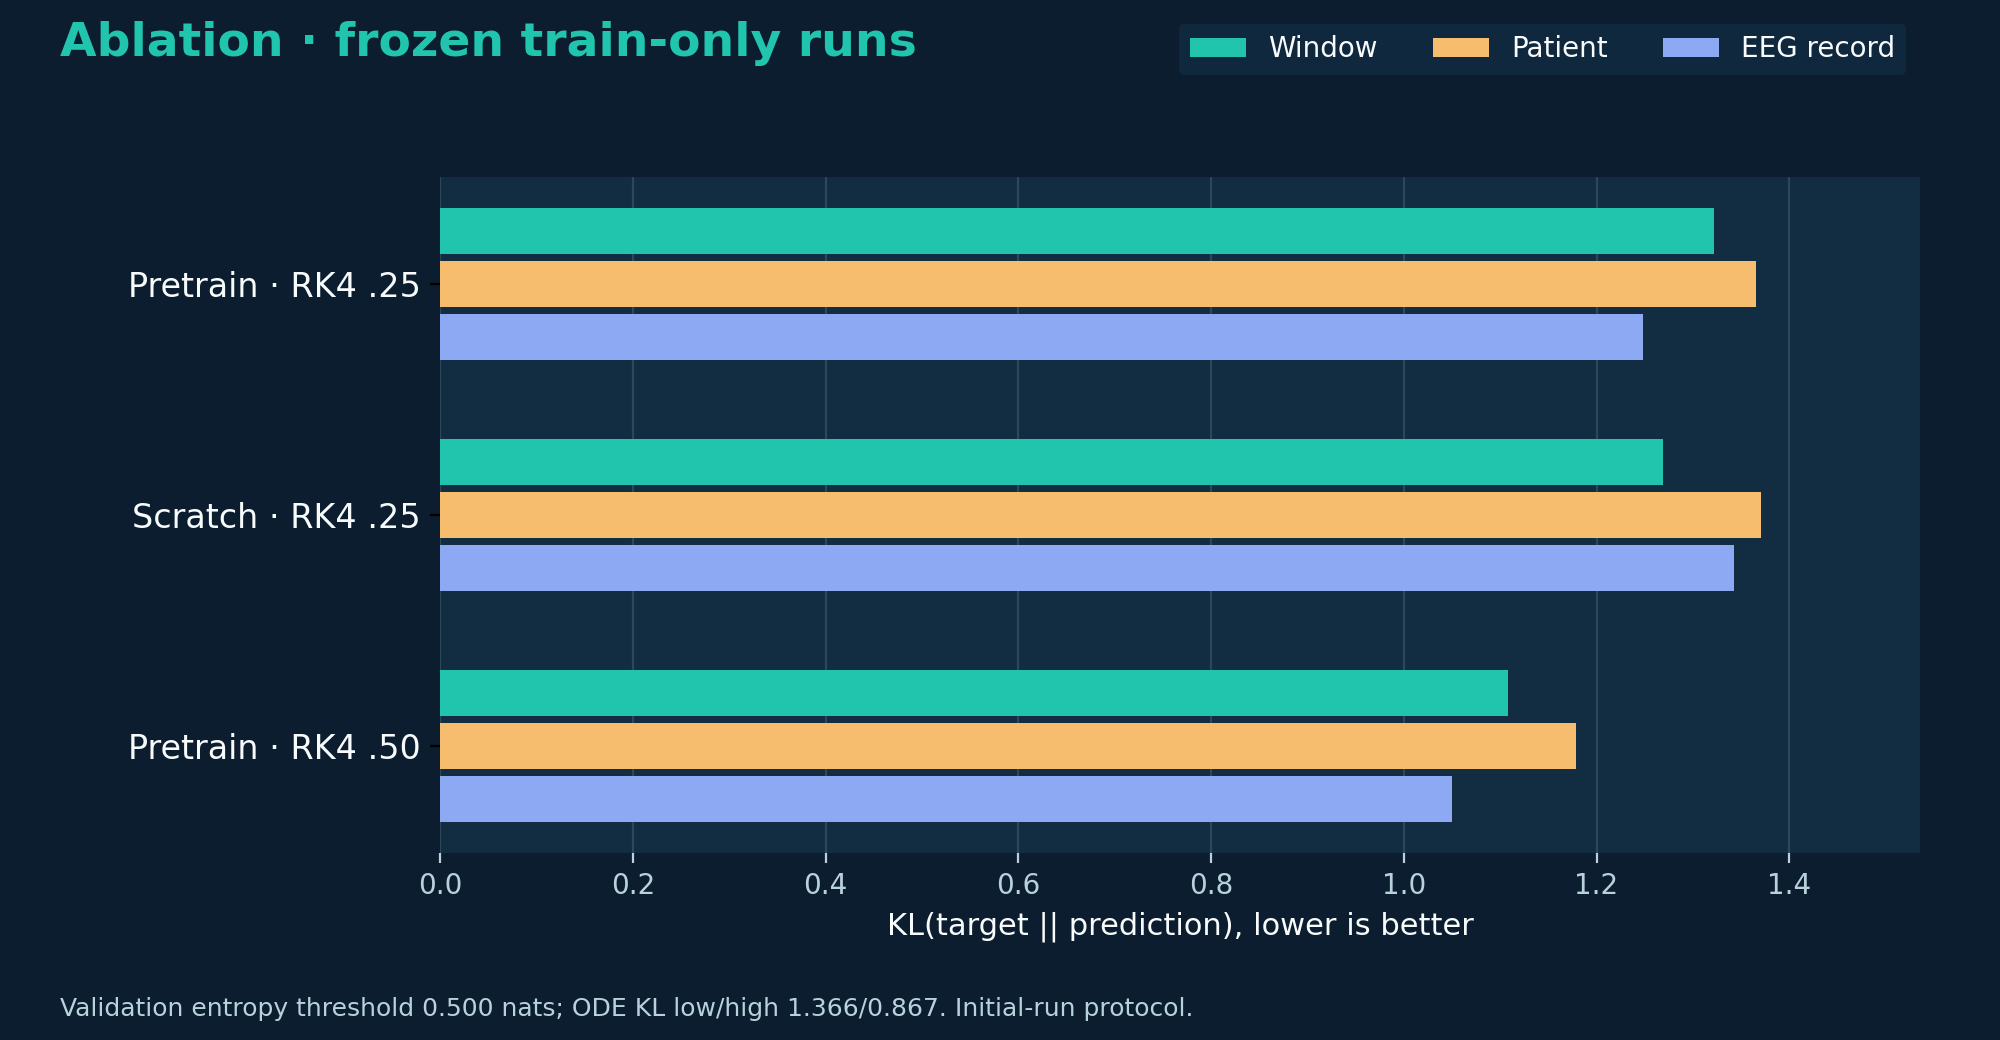 Ablation · frozen train-only runs
Window Patient EEG record
Pretrain · RK4 .25
Scratch · RK4 .25
Pretrain · RK4 .50
0.0 0.2 0.4 0.6 0.8 1.0 1.2 1.4
KL(target || prediction), lower is better
Validation entropy threshold 0.500 nats; ODE KL low/high 1.366/0.867. Initial-run protocol.